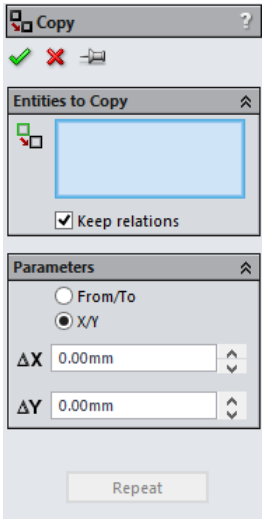 Copy ?
Entities to Copy
Keep relations
Parameters
From/To
X/Y
ΔX 0.00mm
ΔY 0.00mm
Repeat